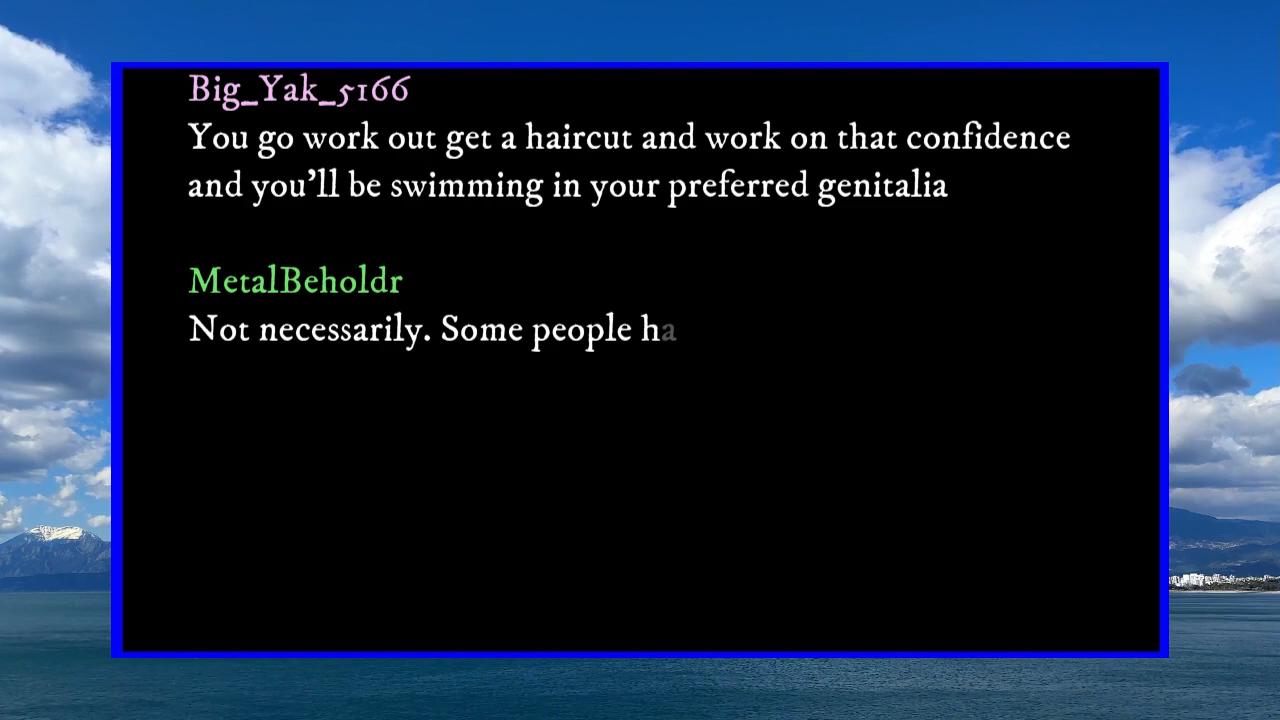 Big_Yak_5166
You go work out get a haircut and work on that confidence
and you'll be swimming in your preferred genitalia
MetalBeholdr
Not necessarily. Some people ha